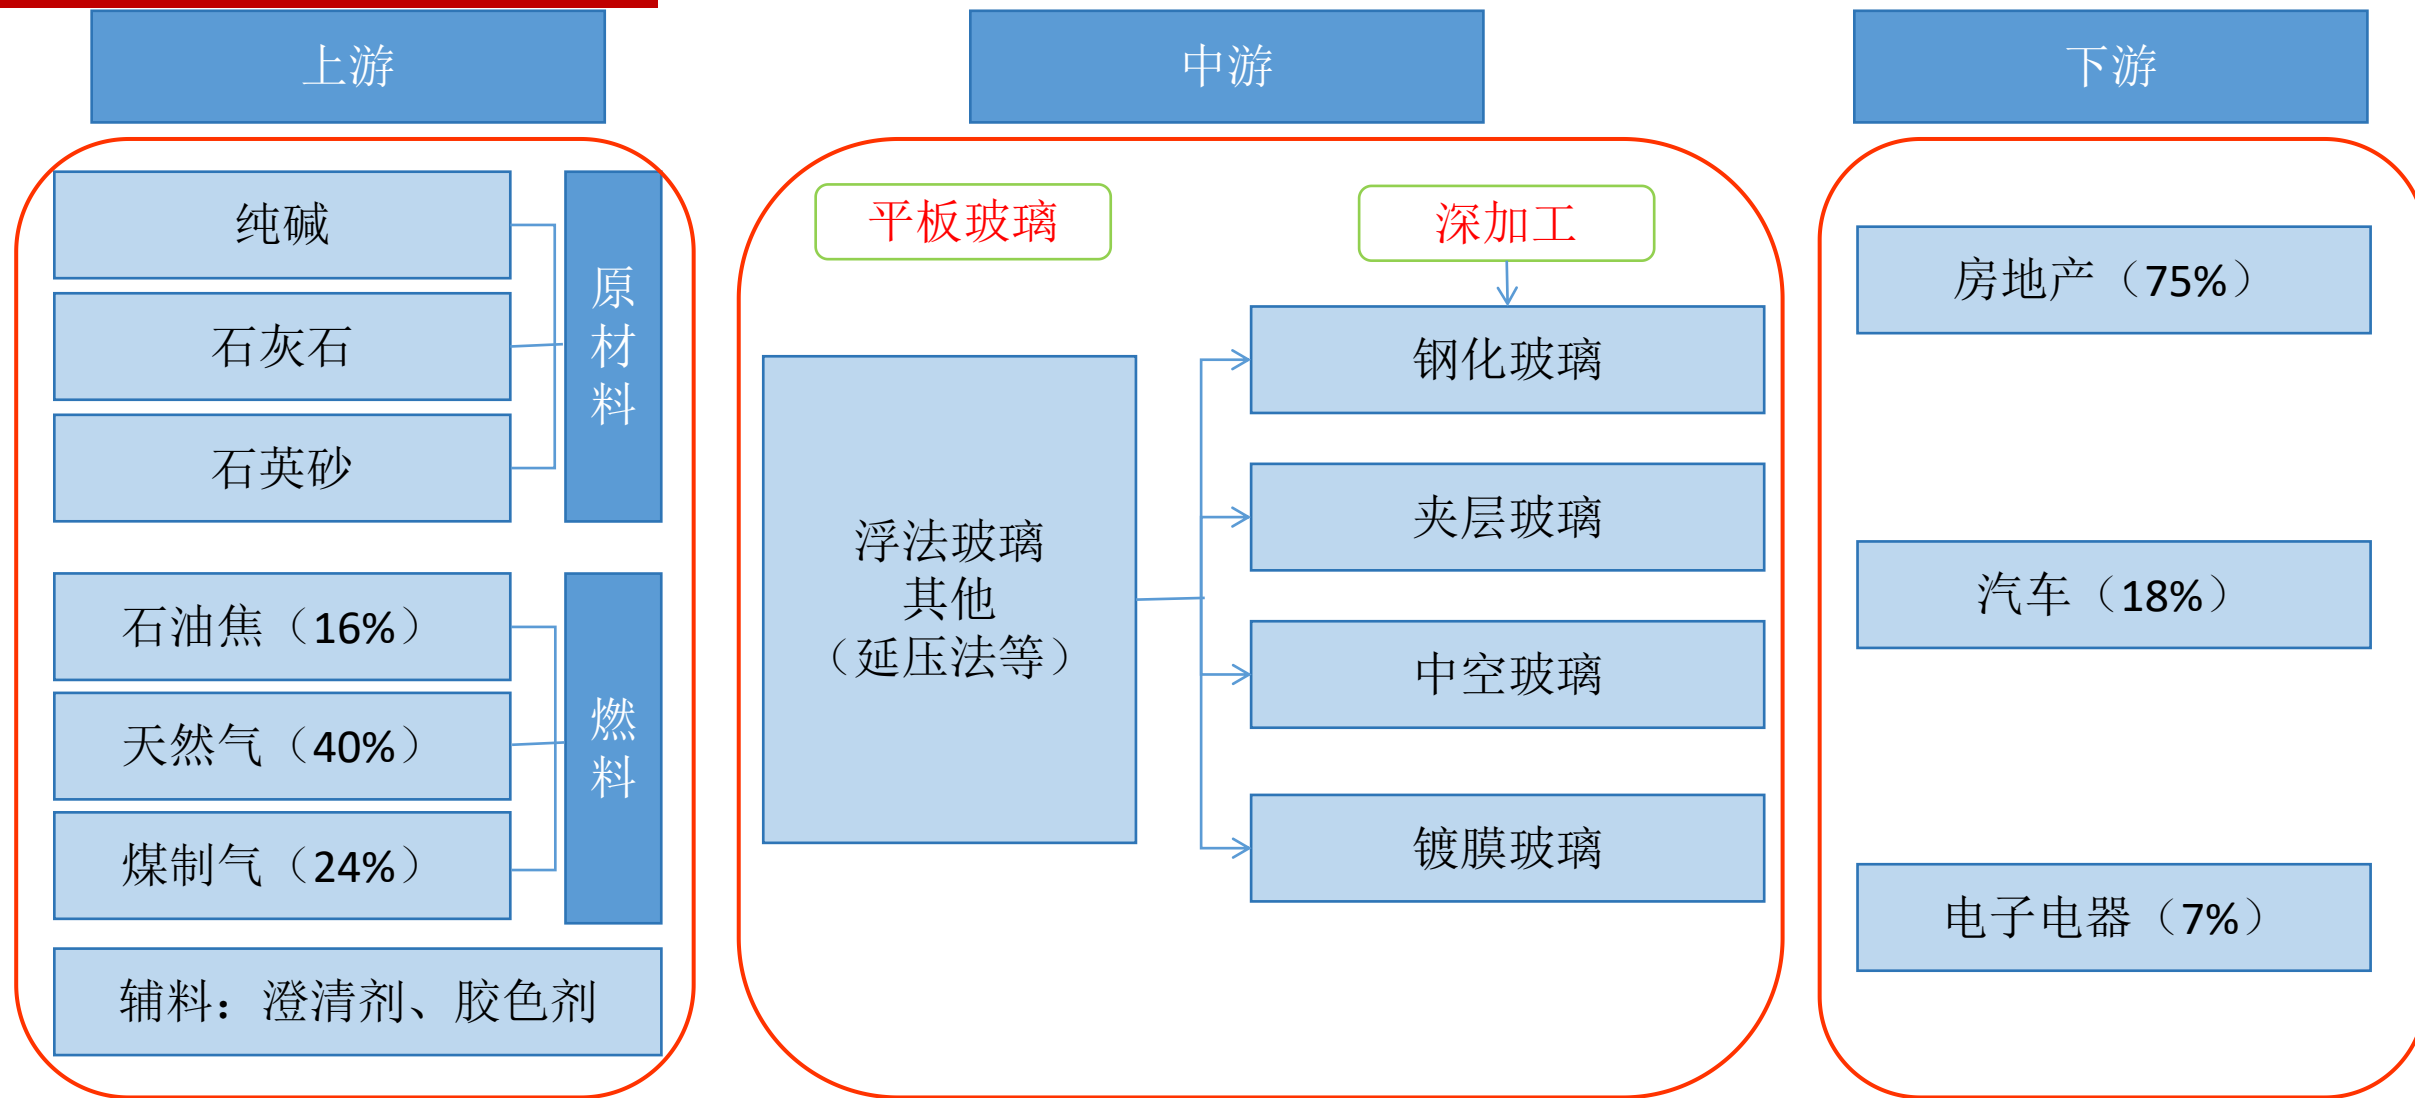 上游
纯碱
石灰石
石英砂
原
材
料
石油焦（16%）
天然气（40%）
煤制气（24%）
燃
料
辅料：澄清剂、胶色剂
中游
平板玻璃
浮法玻璃
其他
（延压法等）
深加工
钢化玻璃
夹层玻璃
中空玻璃
镀膜玻璃
下游
房地产（75%）
汽车（18%）
电子电器（7%）